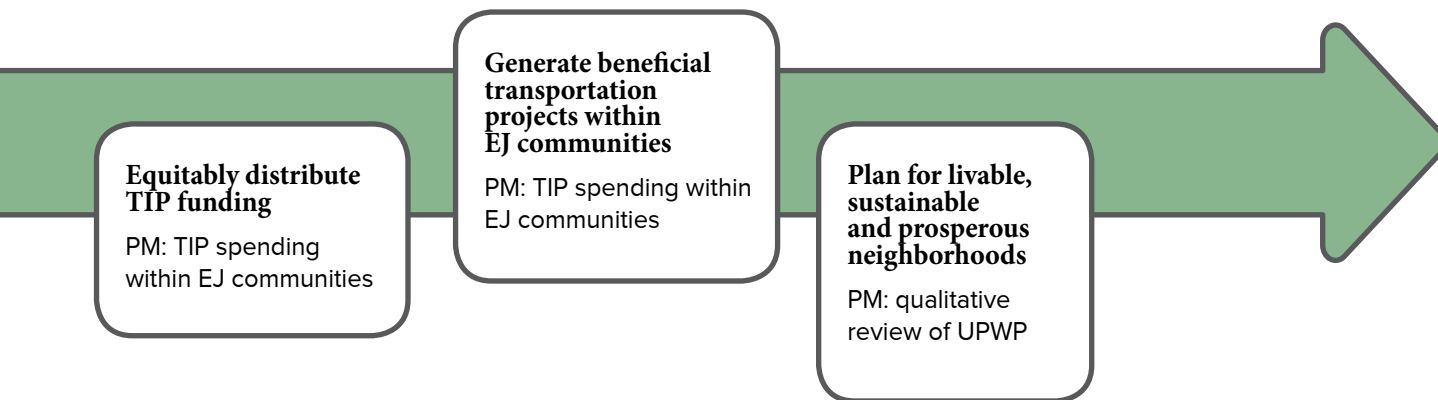 Equitably distribute
TIP funding
PM: TIP spending
within EJ communities
Generate beneficial
transportation
projects within
EJ communities
PM: TIP spending within
EJ communities
Plan for livable,
sustainable
and prosperous
neighborhoods
PM: qualitative
review of UPWP